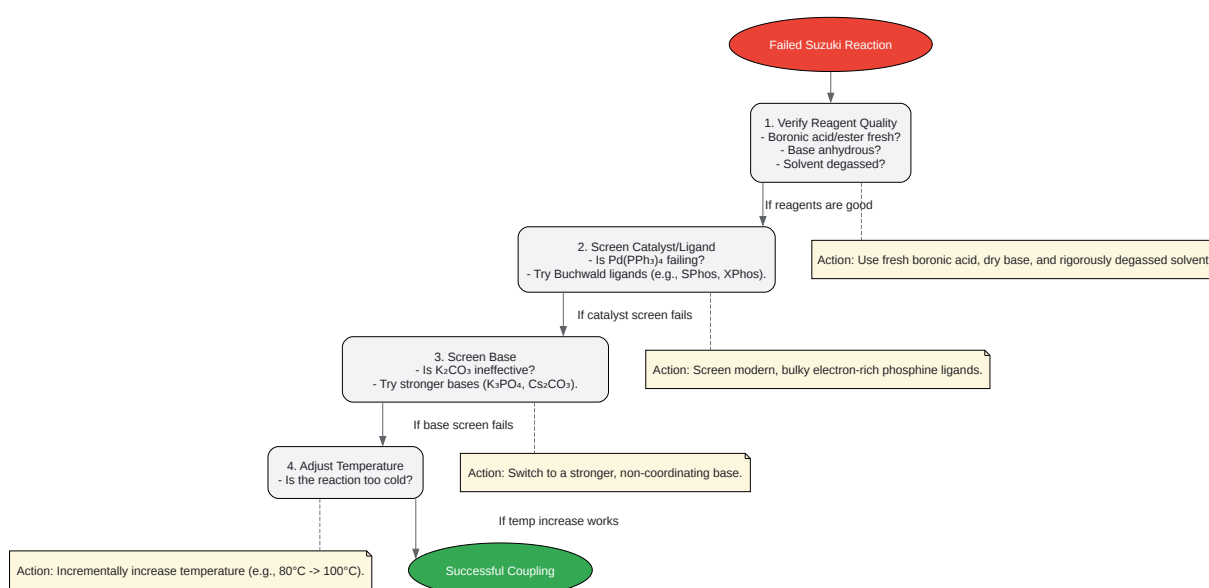 Failed Suzuki Reaction
1. Verify Reagent Quality
- Boronic acid/ester fresh?
- Base anhydrous?
- Solvent degassed?
If reagents are good
Action: Use fresh boronic acid, dry base, and rigorously degassed solvent
2. Screen Catalyst/Ligand
- Is Pd(PPh₃)₄ failing?
- Try Buchwald ligands (e.g., SPhos, XPhos).
If catalyst screen fails
Action: Screen modern, bulky electron-rich phosphine ligands.
3. Screen Base
- Is K₂CO₃ ineffective?
- Try stronger bases (K₃PO₄, Cs₂CO₃).
If base screen fails
Action: Switch to a stronger, non-coordinating base.
4. Adjust Temperature
- Is the reaction too cold?
If temp increase works
Action: Incrementally increase temperature (e.g., 80°C -> 100°C).
Successful Coupling